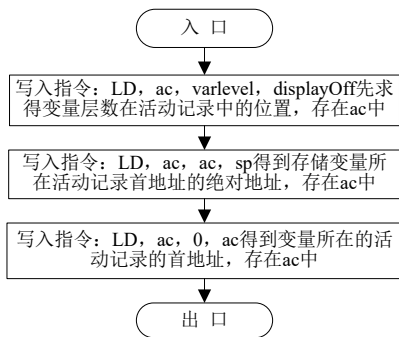 入 口
写入指令：LD，ac，varlevel，displayOff先求
得变量层数在活动记录中的位置，存在ac中
写入指令：LD，ac，ac，sp得到存储变量所
在活动记录首地址的绝对地址，存在ac中
写入指令：LD，ac，0，ac得到变量所在的活
动记录的首地址，存在ac中
出 口